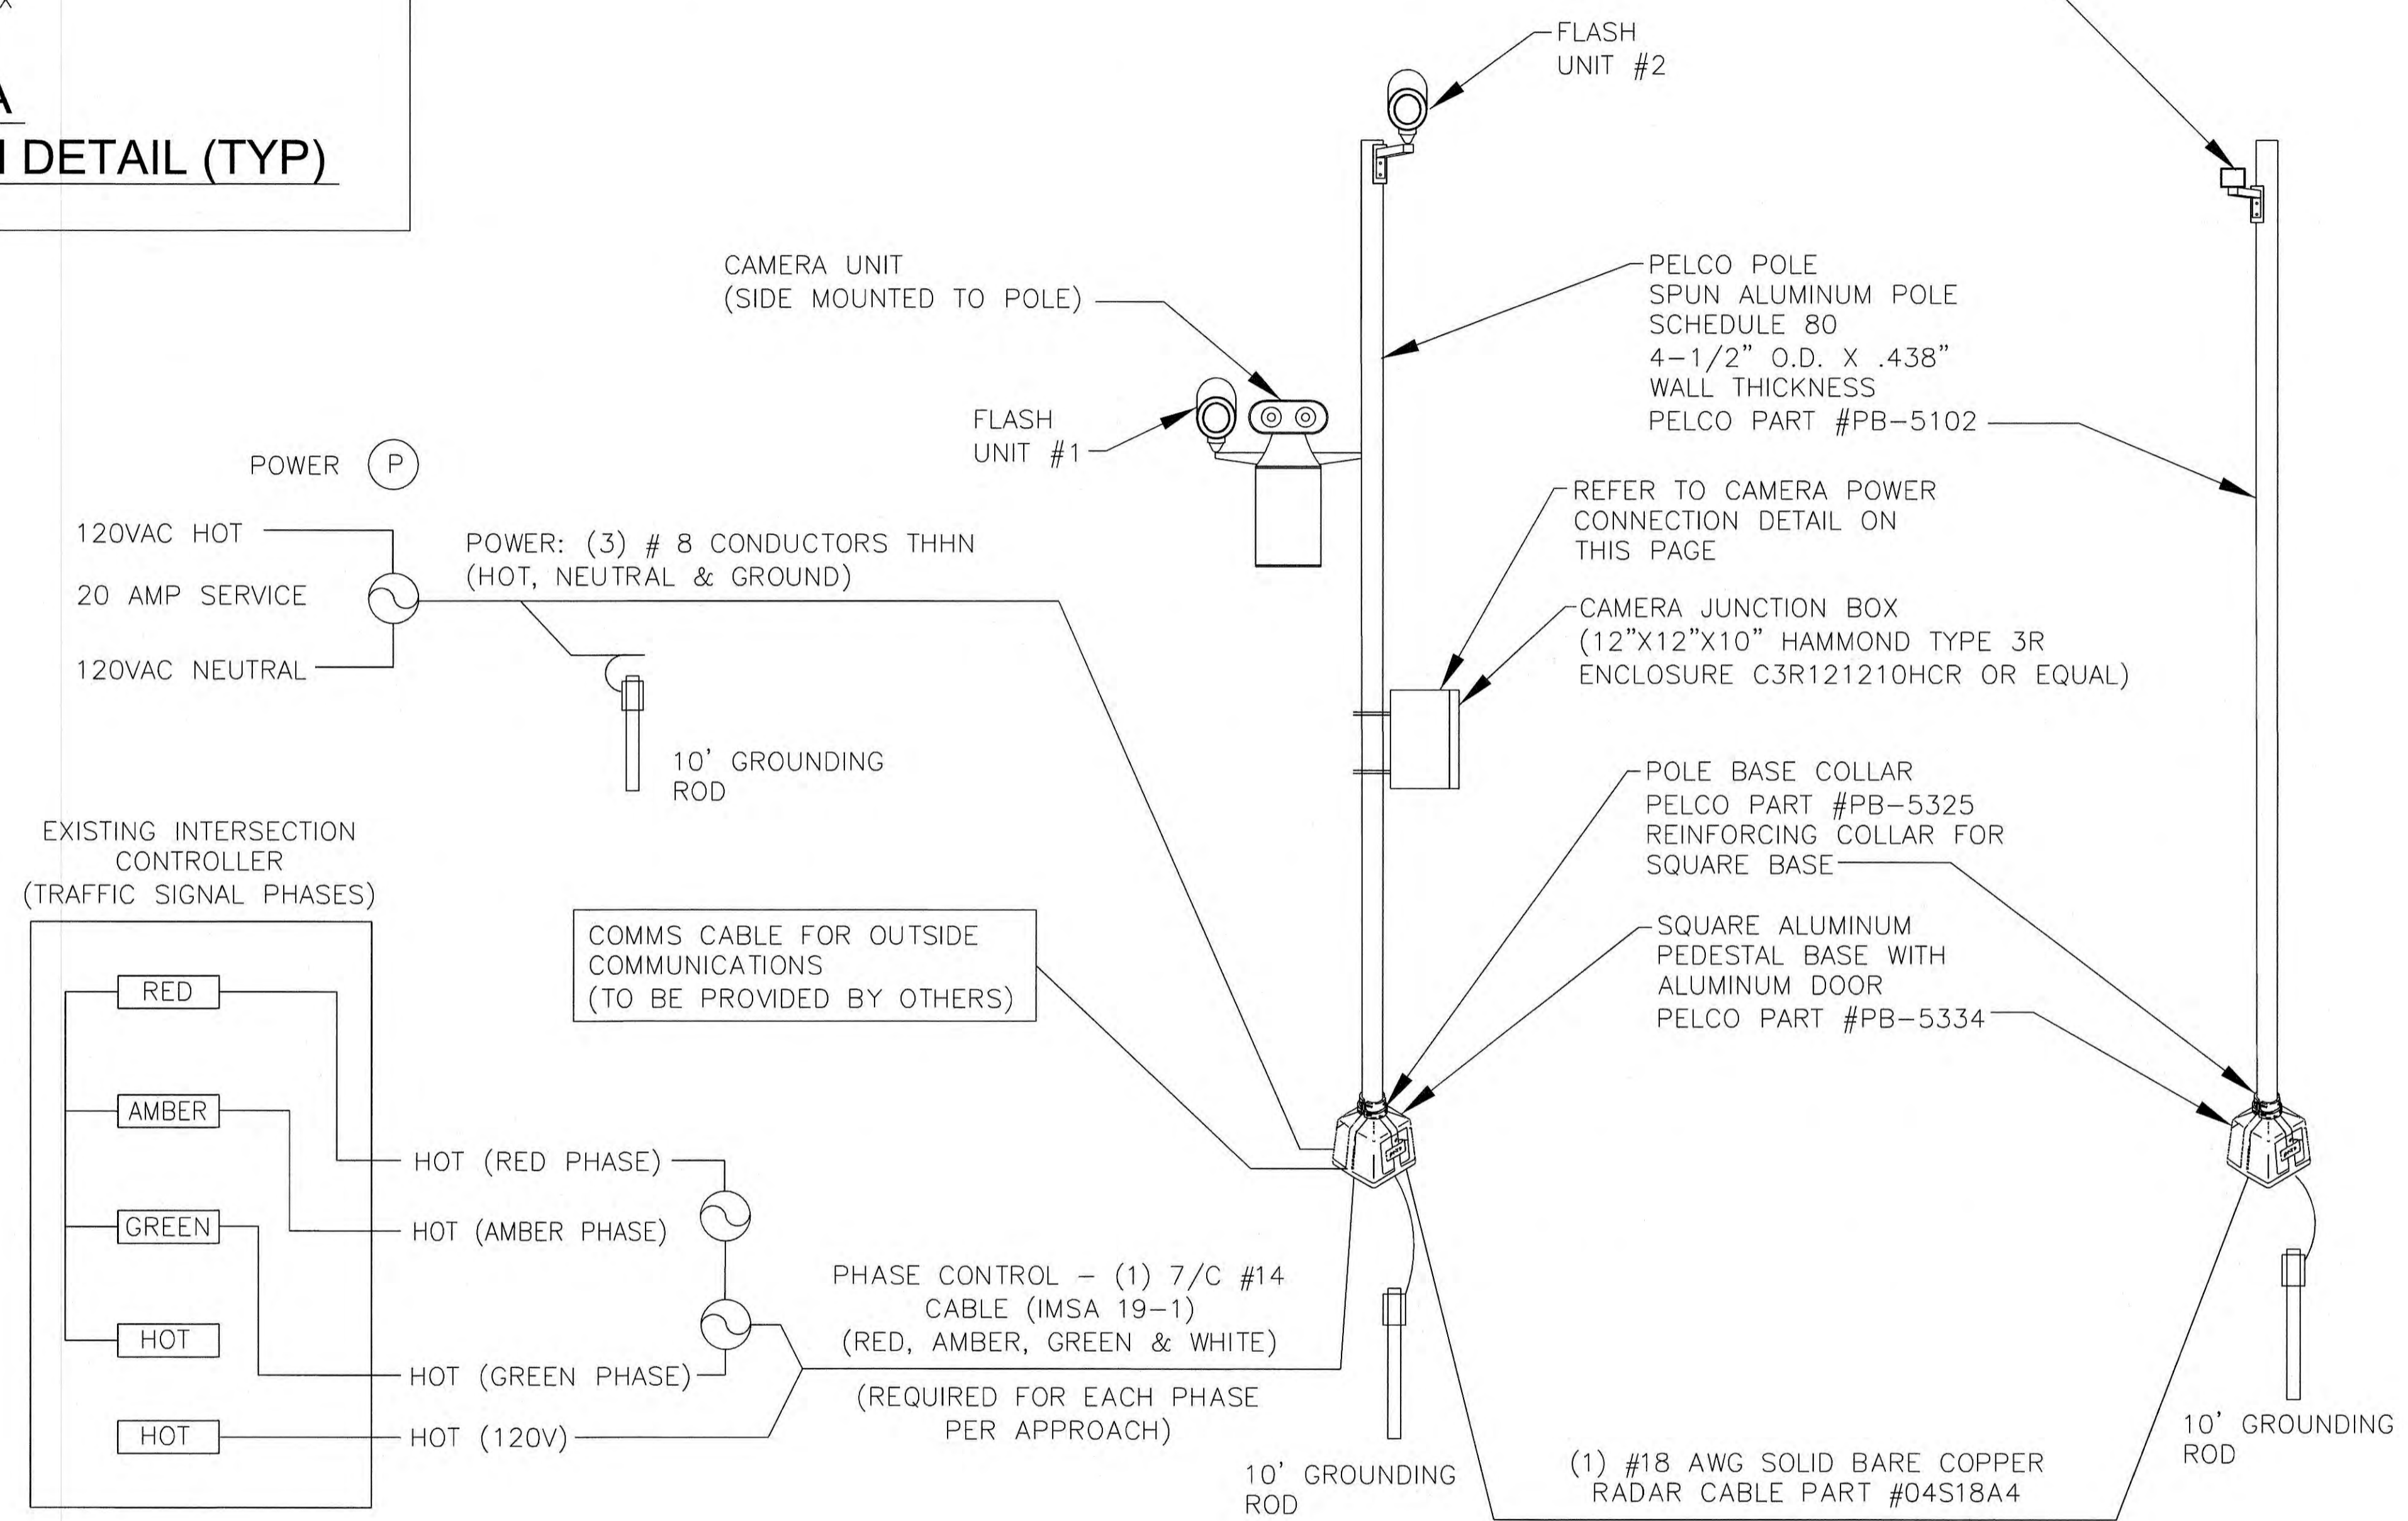 DETAIL (TYP)
FLASH
UNIT #2
CAMERA UNIT
(SIDE MOUNTED TO POLE)
FLASH
UNIT #1
PELCO POLE
SPUN ALUMINUM POLE
SCHEDULE 80
4-1/2" O.D. X .438"
WALL THICKNESS
PELCO PART #PB-5102
POWER P
120VAC HOT
20 AMP SERVICE
120VAC NEUTRAL
POWER: (3) # 8 CONDUCTORS THHN
(HOT, NEUTRAL & GROUND)
10' GROUNDING
ROD
REFER TO CAMERA POWER
CONNECTION DETAIL ON
THIS PAGE
CAMERA JUNCTION BOX
(12"X12"X10" HAMMOND TYPE 3R
ENCLOSURE C3R121210HCR OR EQUAL)
POLE BASE COLLAR
PELCO PART #PB-5325
REINFORCING COLLAR FOR
SQUARE BASE
SQUARE ALUMINUM
PEDESTAL BASE WITH
ALUMINUM DOOR
PELCO PART #PB-5334
EXISTING INTERSECTION
CONTROLLER
(TRAFFIC SIGNAL PHASES)
RED
AMBER
GREEN
HOT
HOT
COMMS CABLE FOR OUTSIDE
COMMUNICATIONS
(TO BE PROVIDED BY OTHERS)
HOT (RED PHASE)
HOT (AMBER PHASE)
HOT (GREEN PHASE)
HOT (120V)
PHASE CONTROL - (1) 7/C #14
CABLE (IMSA 19-1)
(RED, AMBER, GREEN & WHITE)
(REQUIRED FOR EACH PHASE
PER APPROACH)
10' GROUNDING
ROD
(1) #18 AWG SOLID BARE COPPER
RADAR CABLE PART #04S18A4
10' GROUNDING
ROD